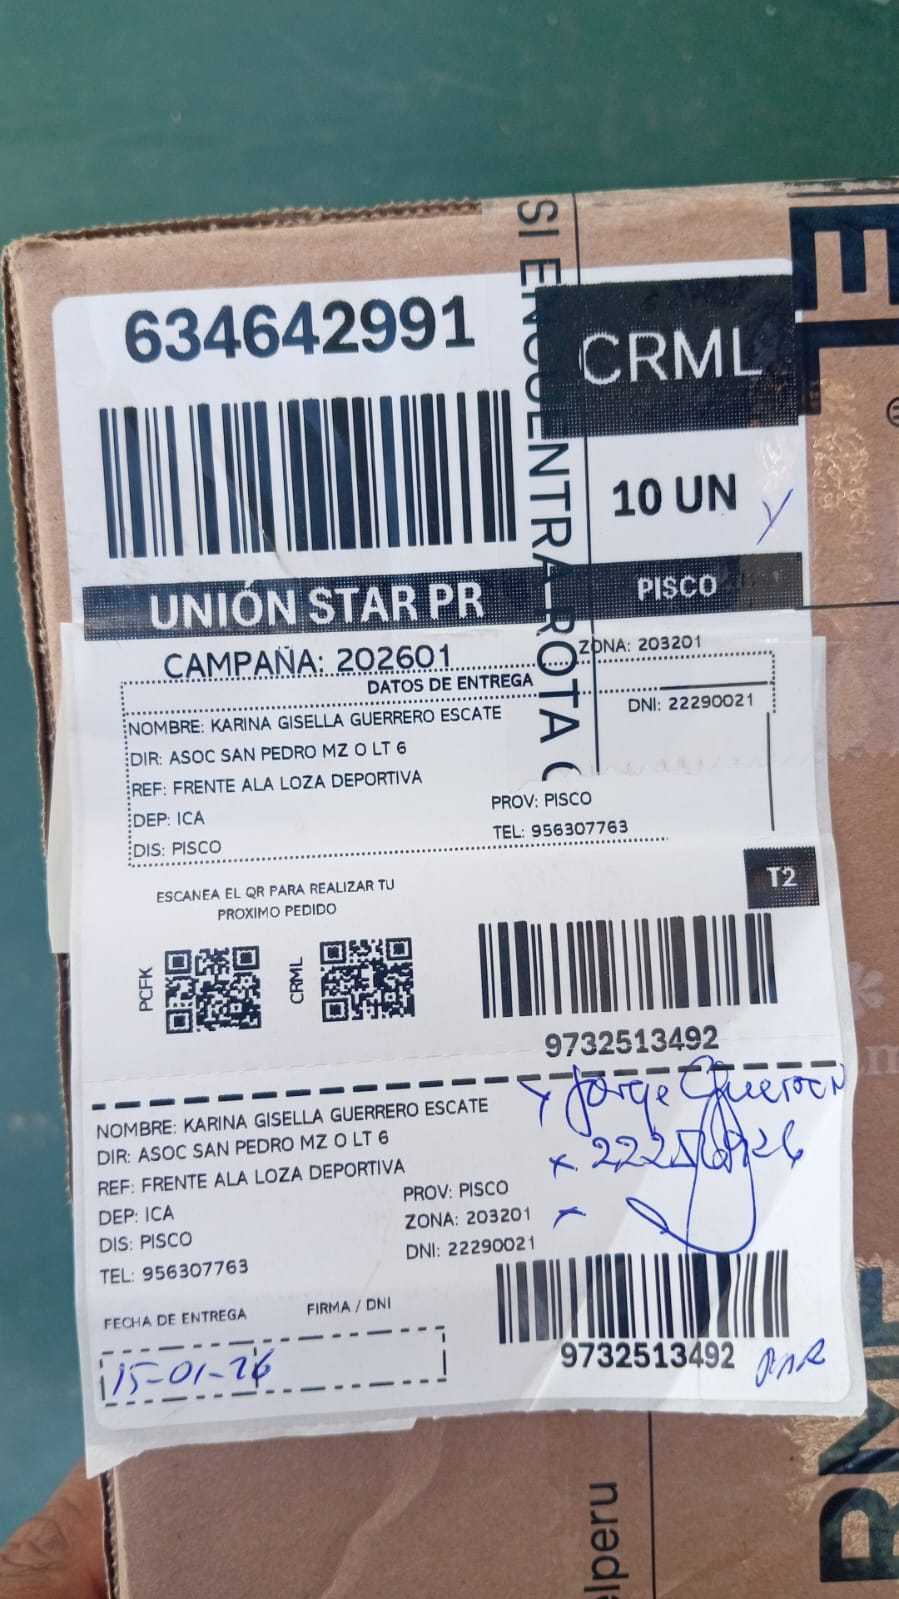 634642991
CRML
10 UN
Y
SI ENCUENTRA ROTA
UNIÓN STAR PR
PISCO
CAMPAÑA: 202601
ZONA: 203201
DATOS DE ENTREGA
NOMBRE: KARINA GISELLA GUERRERO ESCATE
DNI: 22290021
DIR: ASOC SAN PEDRO MZ O LT 6
REF: FRENTE ALA LOZA DEPORTIVA
DEP: ICA
PROV: PISCO
DIS: PISCO
TEL: 956307763
T2
ESCANEA EL QR PARA REALIZAR TU
PROXIMO PEDIDO
PCFK
CRML
9732513492
NOMBRE: KARINA GISELLA GUERRERO ESCATE
Jorge
DIR: ASOC SAN PEDRO MZ O LT 6
REF: FRENTE ALA LOZA DEPORTIVA
DEP: ICA
PROV: PISCO
DIS: PISCO
ZONA: 203201
TEL: 956307763
DNI: 22290021
FECHA DE ENTREGA
FIRMA / DNI
15-01-26
9732513492
elperu